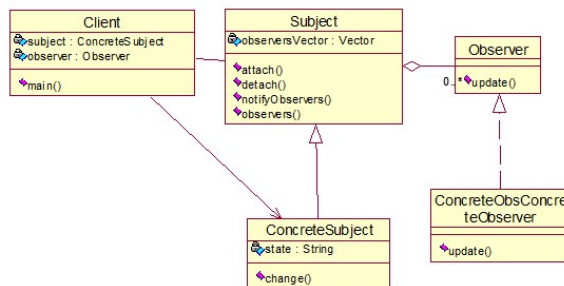 Client
subject : ConcreteSubject
observer : Observer
main()
Subject
observersVector : Vector
attach()
detach()
notifyObservers()
observers()
Observer
0..*
update()
ConcreteSubject
state : String
change()
ConcreteObsConcre
teObserver
update()